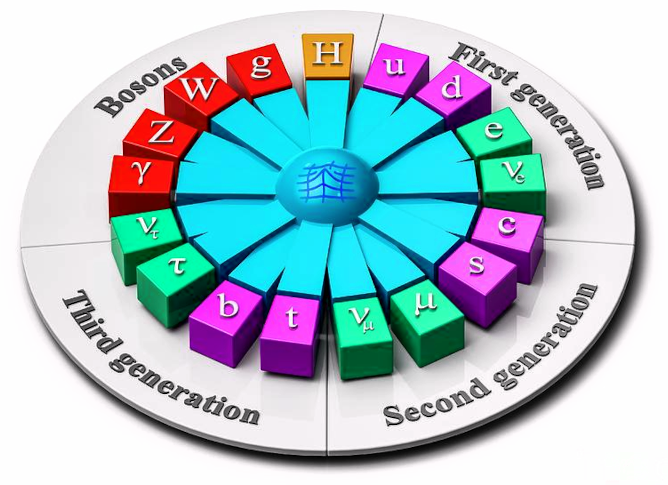 Bosons
First generation
Second generation
Third generation
H
u
d
e
νe
c
s
μ
νμ
t
b
τ
ντ
γ
Z
W
g